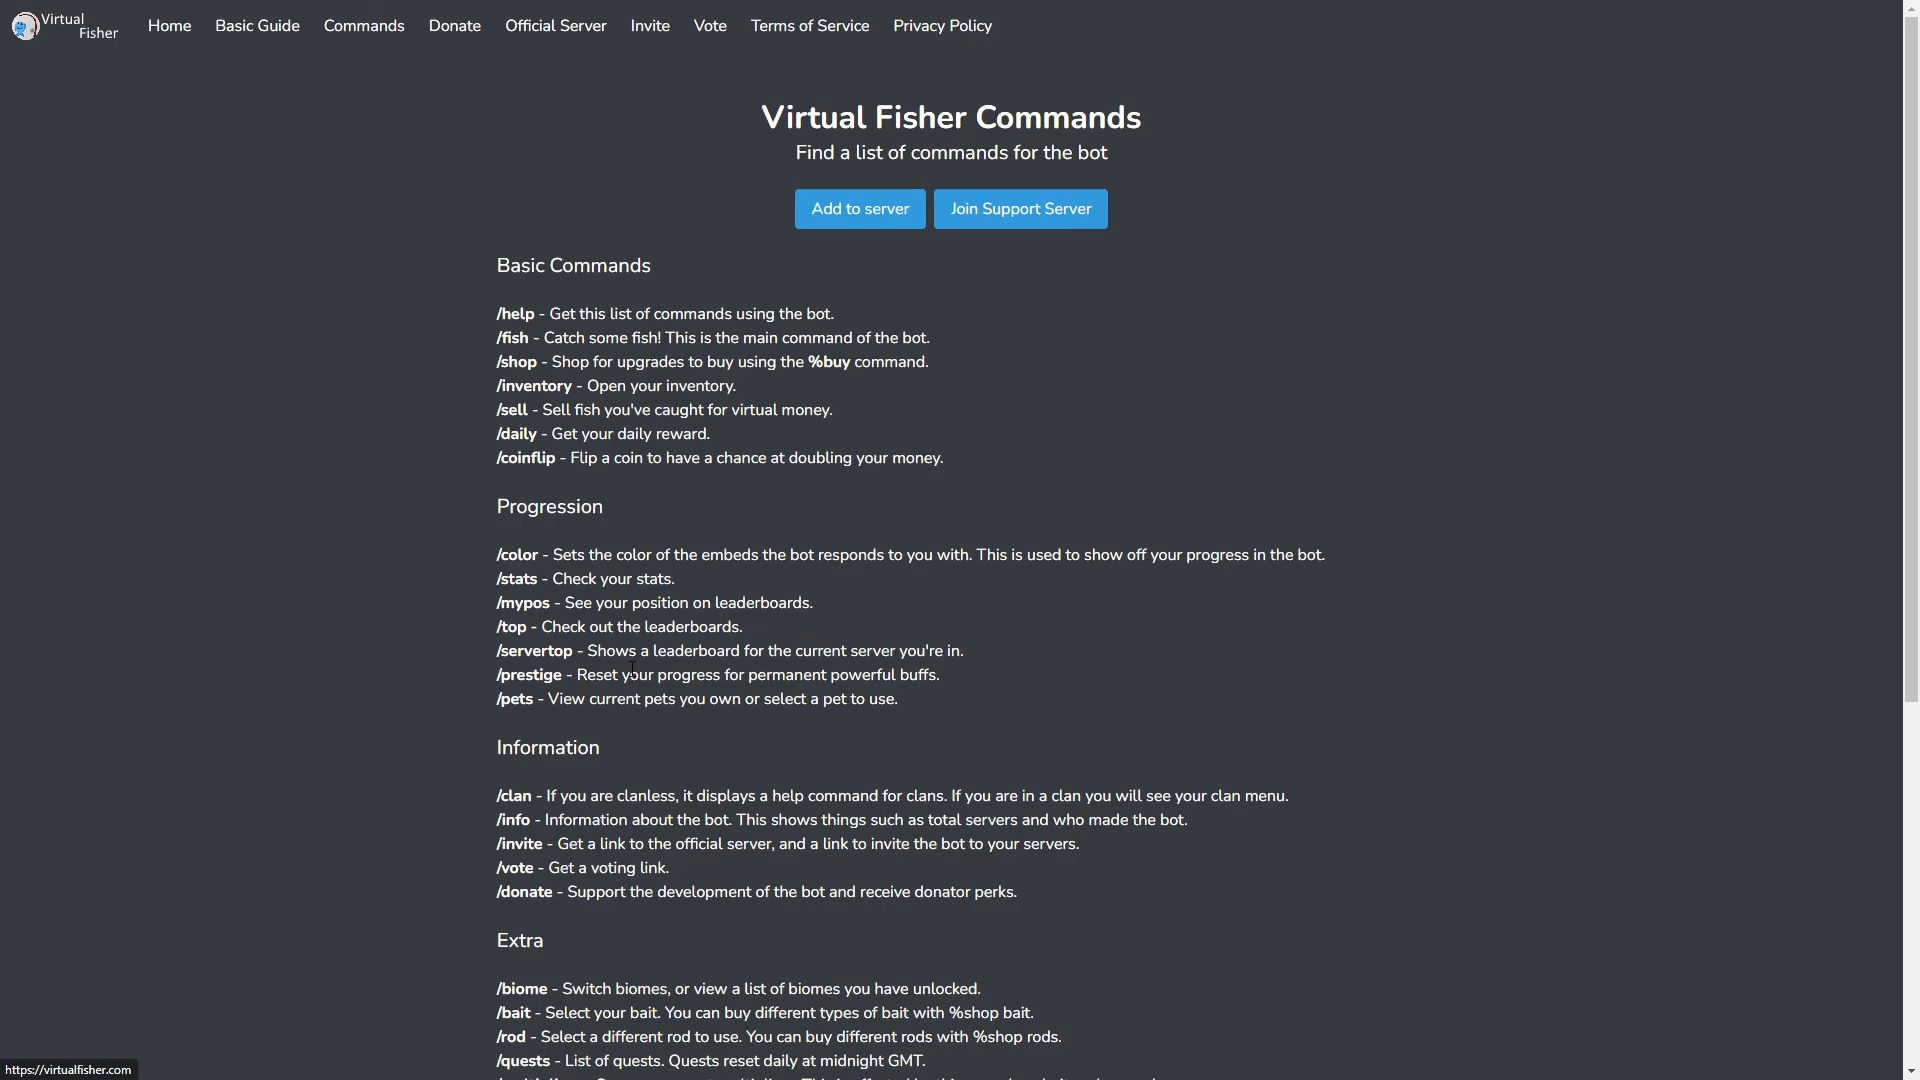 Virtual
Fisher
Home Basic Guide Commands Donate Official Server Invite Vote Terms of Service Privacy Policy
Virtual Fisher Commands
Find a list of commands for the bot
Add to server Join Support Server
Basic Commands
/help - Get this list of commands using the bot.
/fish - Catch some fish! This is the main command of the bot.
/shop - Shop for upgrades to buy using the %buy command.
/inventory - Open your inventory.
/sell - Sell fish you've caught for virtual money.
/daily - Get your daily reward.
/coinflip - Flip a coin to have a chance at doubling your money.
Progression
/color - Sets the color of the embeds the bot responds to you with. This is used to show off your progress in the bot.
/stats - Check your stats.
/mypos - See your position on leaderboards.
/top - Check out the leaderboards.
/servertop - Shows a leaderboard for the current server you're in.
/prestige - Reset your progress for permanent powerful buffs.
/pets - View current pets you own or select a pet to use.
Information
/clan - If you are clanless, it displays a help command for clans. If you are in a clan you will see your clan menu.
/info - Information about the bot. This shows things such as total servers and who made the bot.
/invite - Get a link to the official server, and a link to invite the bot to your servers.
/vote - Get a voting link.
/donate - Support the development of the bot and receive donator perks.
Extra
/biome - Switch biomes, or view a list of biomes you have unlocked.
/bait - Select your bait. You can buy different types of bait with %shop bait.
/rod - Select a different rod to use. You can buy different rods with %shop rods.
/quests - List of quests. Quests reset daily at midnight GMT.
https://virtualfisher.com